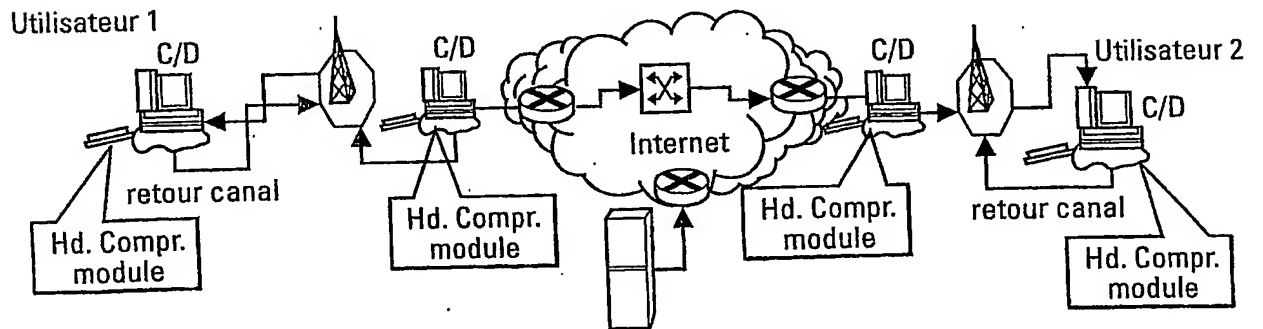 Utilisateur 1
C/D
C/D
C/D
Utilisateur 2
C/D
Internet
retour canal
retour canal
Hd. Compr.
module
Hd. Compr.
module
Hd. Compr.
module
Hd. Compr.
module